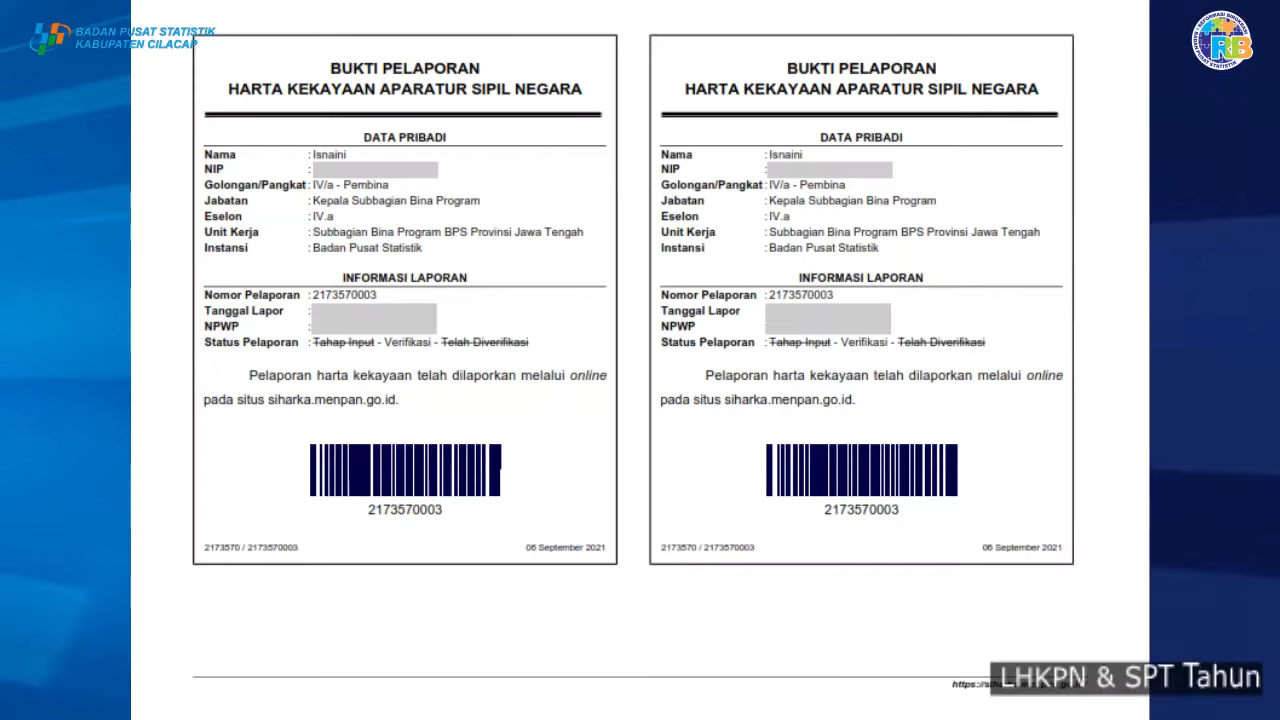 BADAN PUSAT STATISTIK
KABUPATEN CILACAP
BUKTI PELAPORAN
HARTA KEKAYAAN APARATUR SIPIL NEGARA
DATA PRIBADI
Nama : Isnaini
NIP :
Golongan/Pangkat : IV/a - Pembina
Jabatan : Kepala Subbagian Bina Program
Eselon : IV.a
Unit Kerja : Subbagian Bina Program BPS Provinsi Jawa Tengah
Instansi : Badan Pusat Statistik
INFORMASI LAPORAN
Nomor Pelaporan : 2173570003
Tanggal Lapor :
NPWP :
Status Pelaporan : Tahap Input - Verifikasi - Telah Diverifikasi
Pelaporan harta kekayaan telah dilaporkan melalui online
pada situs siharka.menpan.go.id.
2173570003
2173570 / 2173570003 06 September 2021
BUKTI PELAPORAN
HARTA KEKAYAAN APARATUR SIPIL NEGARA
DATA PRIBADI
Nama : Isnaini
NIP :
Golongan/Pangkat : IV/a - Pembina
Jabatan : Kepala Subbagian Bina Program
Eselon : IV.a
Unit Kerja : Subbagian Bina Program BPS Provinsi Jawa Tengah
Instansi : Badan Pusat Statistik
INFORMASI LAPORAN
Nomor Pelaporan : 2173570003
Tanggal Lapor
NPWP
Status Pelaporan : Tahap Input - Verifikasi - Telah Diverifikasi
Pelaporan harta kekayaan telah dilaporkan melalui online
pada situs siharka.menpan.go.id.
2173570003
2173570 / 2173570003 06 September 2021
RB
LHKPN & SPT Tahun